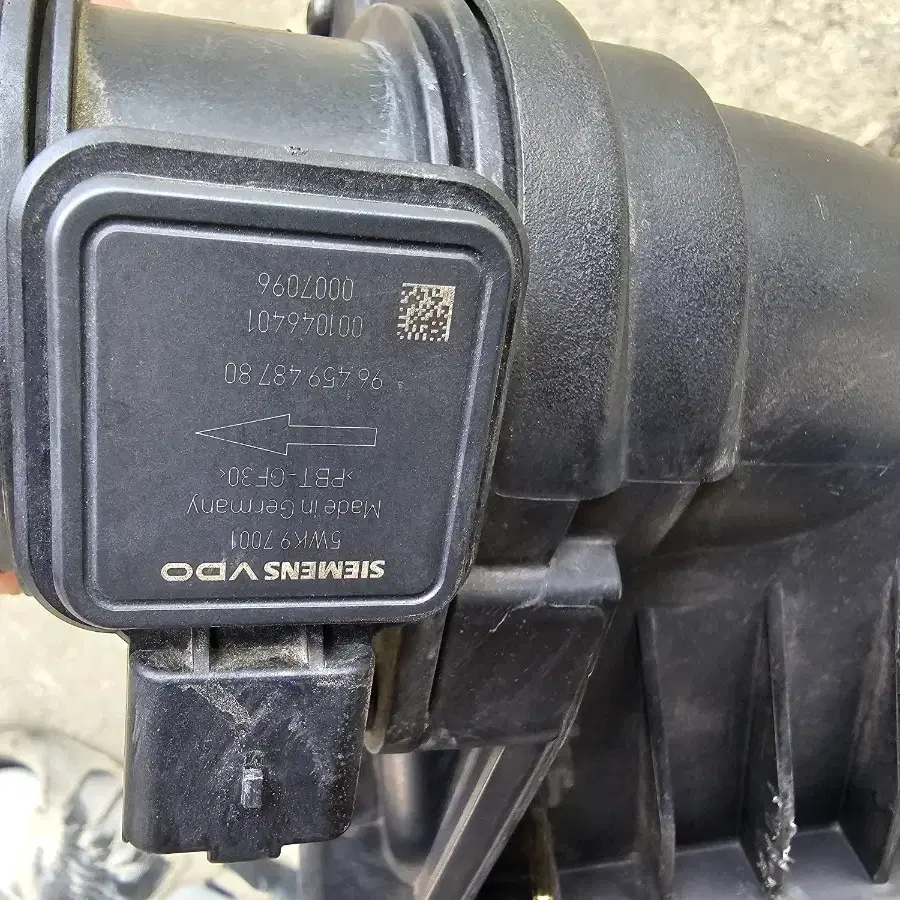 SIEMENS VDO
5WK9 7001
Made in Germany
>PBT-GF30<
96 459 487 80
001046401
0007096